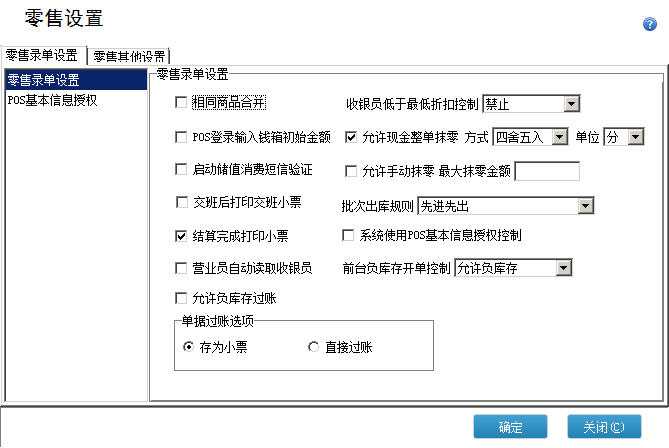 零售设置
零售录单设置 零售其他设置
零售录单设置
POS基本信息授权
零售录单设置
相同商品合并 收银员低于最低折扣控制 禁止
POS登录输入钱箱初始金额 允许现金整单抹零 方式 四舍五入 单位 分
启动储值消费短信验证 允许手动抹零 最大抹零金额
交班后打印交班小票 批次出库规则 先进先出
结算完成打印小票 系统使用POS基本信息授权控制
营业员自动读取收银员 前台负库存开单控制 允许负库存
允许负库存过账
单据过账选项
存为小票 直接过账
确定 关闭(C)